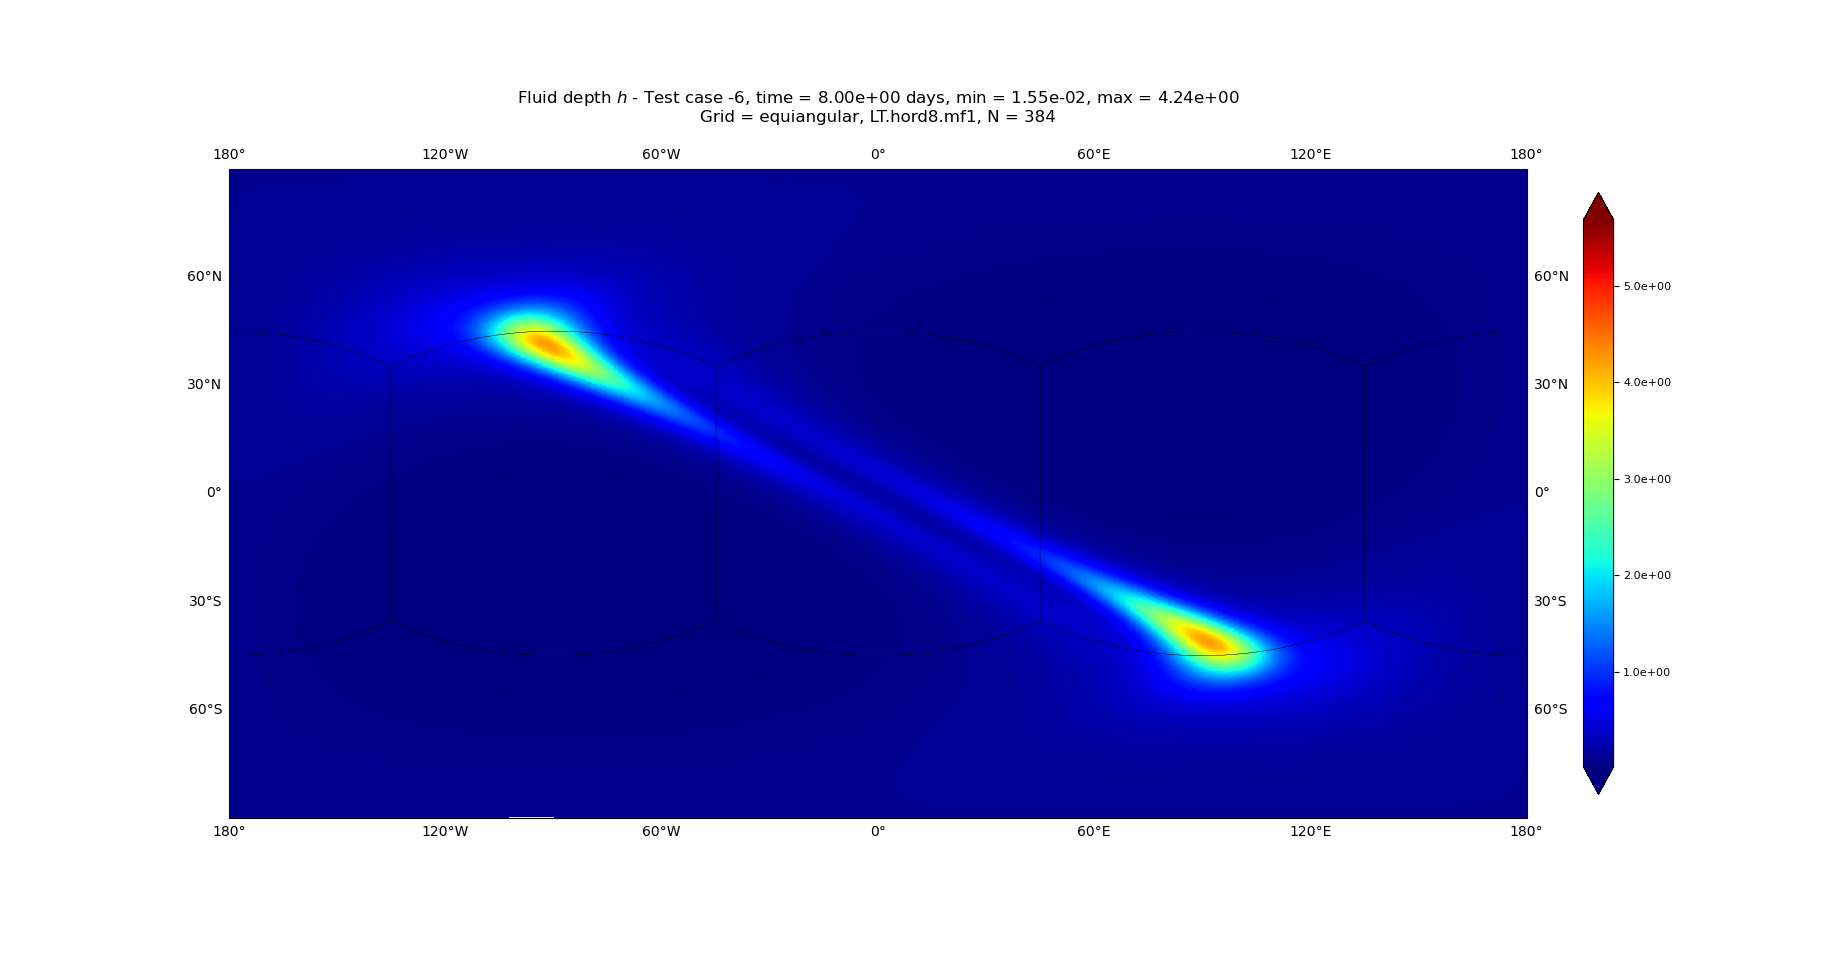 Fluid depth h - Test case -6, time = 8.00e+00 days, min = 1.55e-02, max = 4.24e+00
Grid = equiangular, LT.hord8.mf1, N = 384
180° 120°W 60°W 0° 60°E 120°E 180°
60°N 60°N
5.0e+00
30°N 30°N
4.0e+00
3.0e+00
0° 0°
2.0e+00
30°S 30°S
1.0e+00
60°S 60°S
180° 120°W 60°W 0° 60°E 120°E 180°